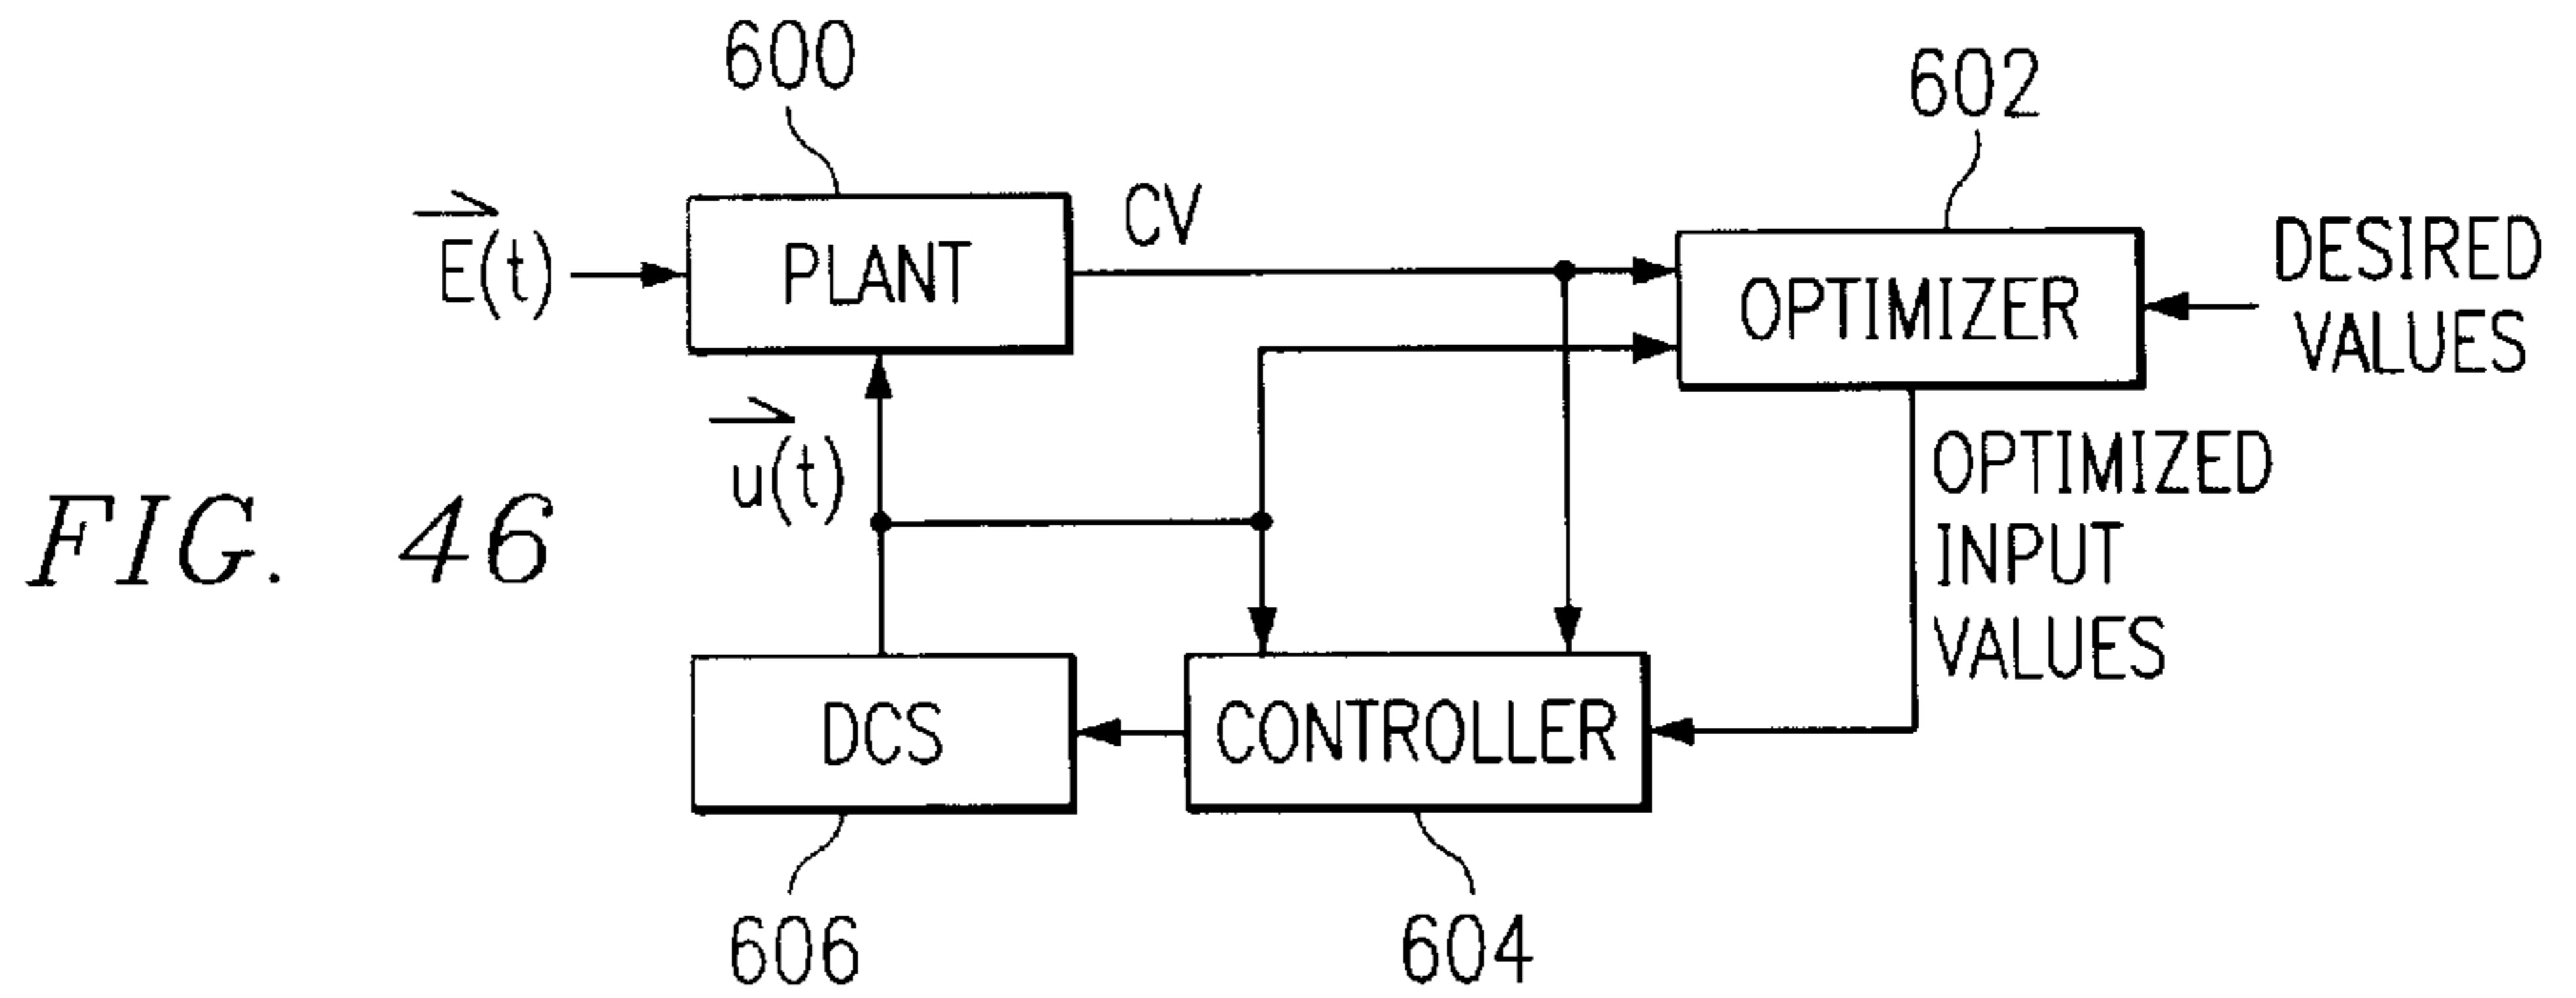 600
602
E(t)
PLANT
CV
OPTIMIZER
DESIRED
VALUES
u(t)
OPTIMIZED
INPUT
VALUES
FIG. 46
DCS
CONTROLLER
606
604